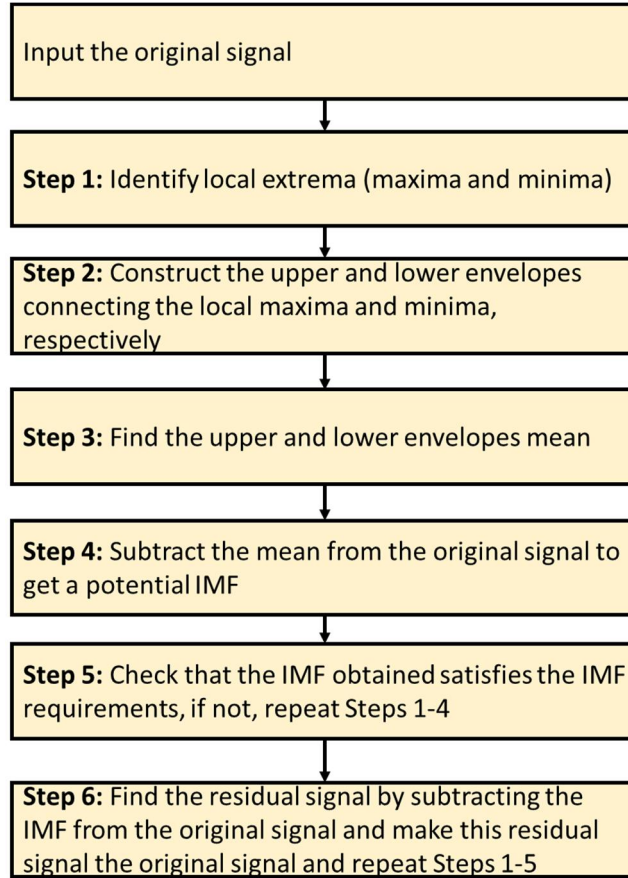 Input the original signal
Step 1: Identify local extrema (maxima and minima)
Step 2: Construct the upper and lower envelopes
connecting the local maxima and minima,
respectively
Step 3: Find the upper and lower envelopes mean
Step 4: Subtract the mean from the original signal to
get a potential IMF
Step 5: Check that the IMF obtained satisfies the IMF
requirements, if not, repeat Steps 1-4
Step 6: Find the residual signal by subtracting the
IMF from the original signal and make this residual
signal the original signal and repeat Steps 1-5